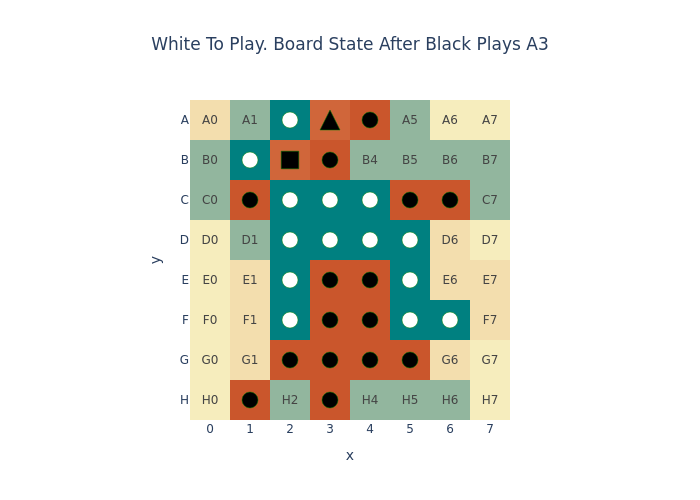 White To Play. Board State After Black Plays A3
A A0 A1 A5 A6 A7
B B0 B4 B5 B6 B7
C C0 C7
D D0 D1 D6 D7
E E0 E1 E6 E7
F F0 F1 F7
G G0 G1 G6 G7
H H0 H2 H4 H5 H6 H7
0 1 2 3 4 5 6 7
x
y